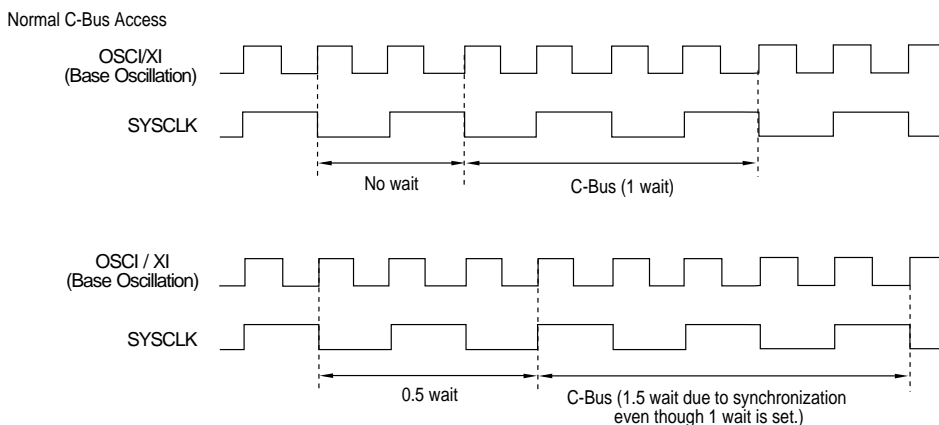 Normal C-Bus Access
OSCI/XI
(Base Oscillation)
SYSCLK
No wait
C-Bus (1 wait)
OSCI / XI
(Base Oscillation)
SYSCLK
0.5 wait
C-Bus (1.5 wait due to synchronization
even though 1 wait is set.)